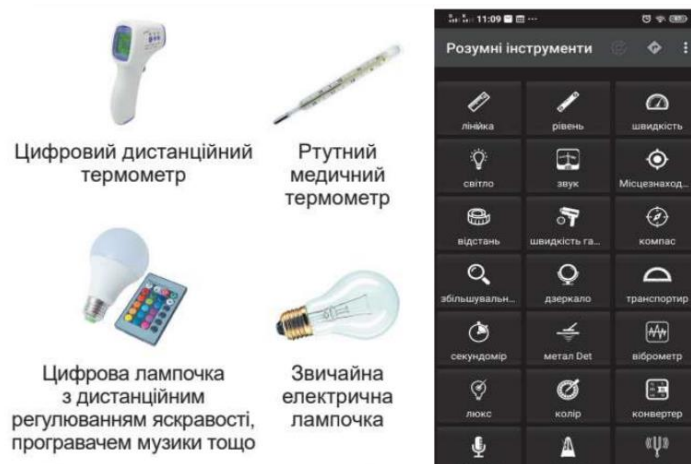 Цифровий дистанційний
термометр
Ртутний
медичний
термометр
Цифрова лампочка
з дистанційним
регулюванням яскравості,
програвачем музики тощо
Звичайна
електрична
лампочка
11:09
Розумні інструменти
лінійка
рівень
швидкість
світло
звук
Місцезнаход...
відстань
швидкість га...
компас
збільшувальн...
дзеркало
транспортир
секундомір
метал Det
віброметр
люкс
колір
конвертер